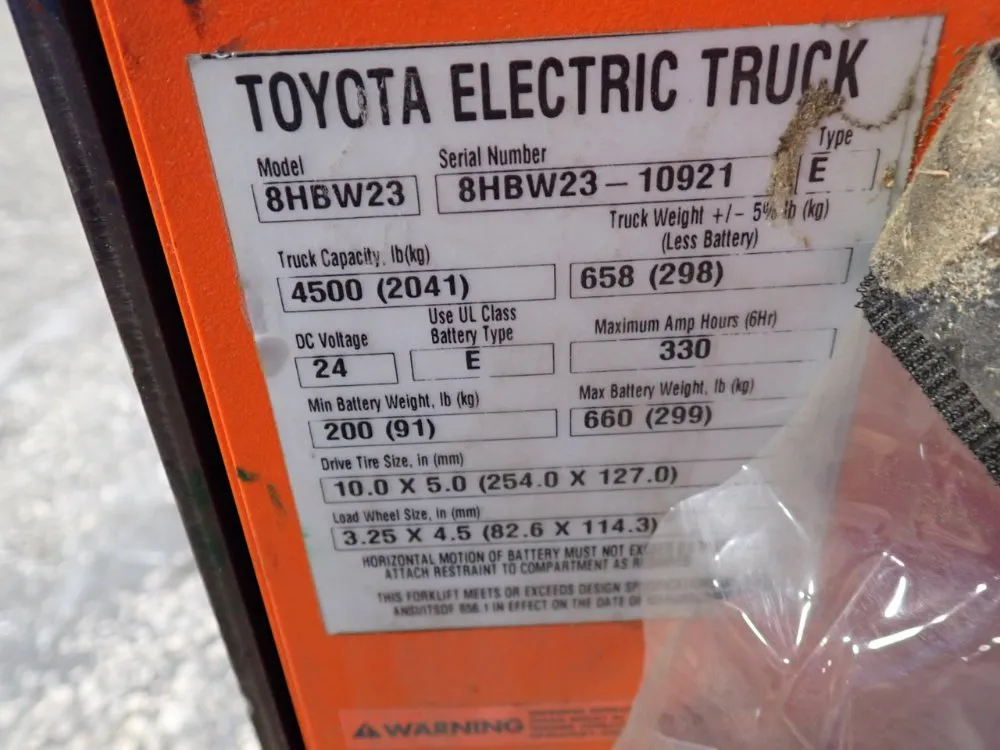 TOYOTA ELECTRIC TRUCK
Model Serial Number Type
8HBW23 8HBW23-10921 E
Truck Capacity, lb(kg) Truck Weight +/- 5% lb (kg)
(Less Battery)
4500 (2041) 658 (298)
DC Voltage Use UL Class Maximum Amp Hours (6Hr)
Battery Type
24 E 330
Min Battery Weight, lb (kg) Max Battery Weight, lb (kg)
200 (91) 660 (299)
Drive Tire Size, in (mm)
10.0 X 5.0 (254.0 X 127.0)
Load Wheel Size, in (mm)
3.25 X 4.5 (82.6 X 114.3)
HORIZONTAL MOTION OF BATTERY MUST NOT
ATTACH RESTRAINT TO COMPARTMENT AS
THIS FORKLIFT MEETS OR EXCEEDS DESIGN
IN EFFECT ON THE DATE OF
WARNING